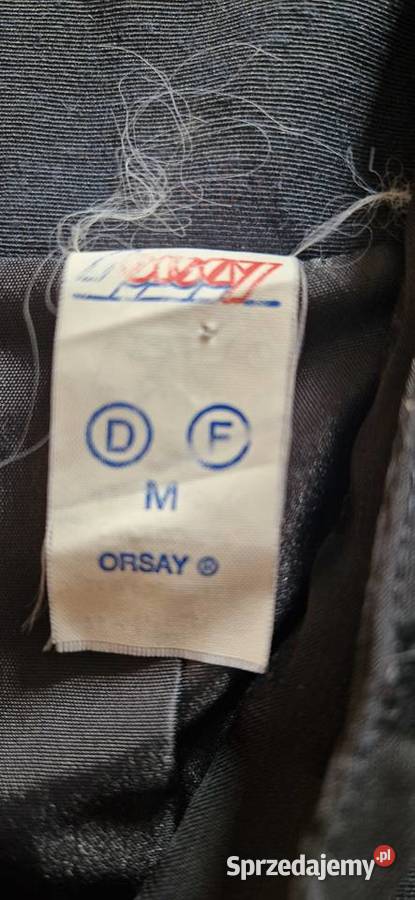 D F
M
ORSAY ®
Sprzedajemy.pl